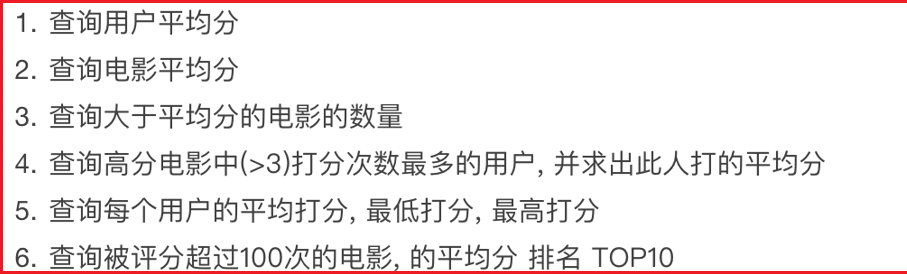 1. 查询用户平均分
2. 查询电影平均分
3. 查询大于平均分的电影的数量
4. 查询高分电影中(>3)打分次数最多的用户, 并求出此人打的平均分
5. 查询每个用户的平均打分, 最低打分, 最高打分
6. 查询被评分超过100次的电影, 的平均分 排名 TOP10